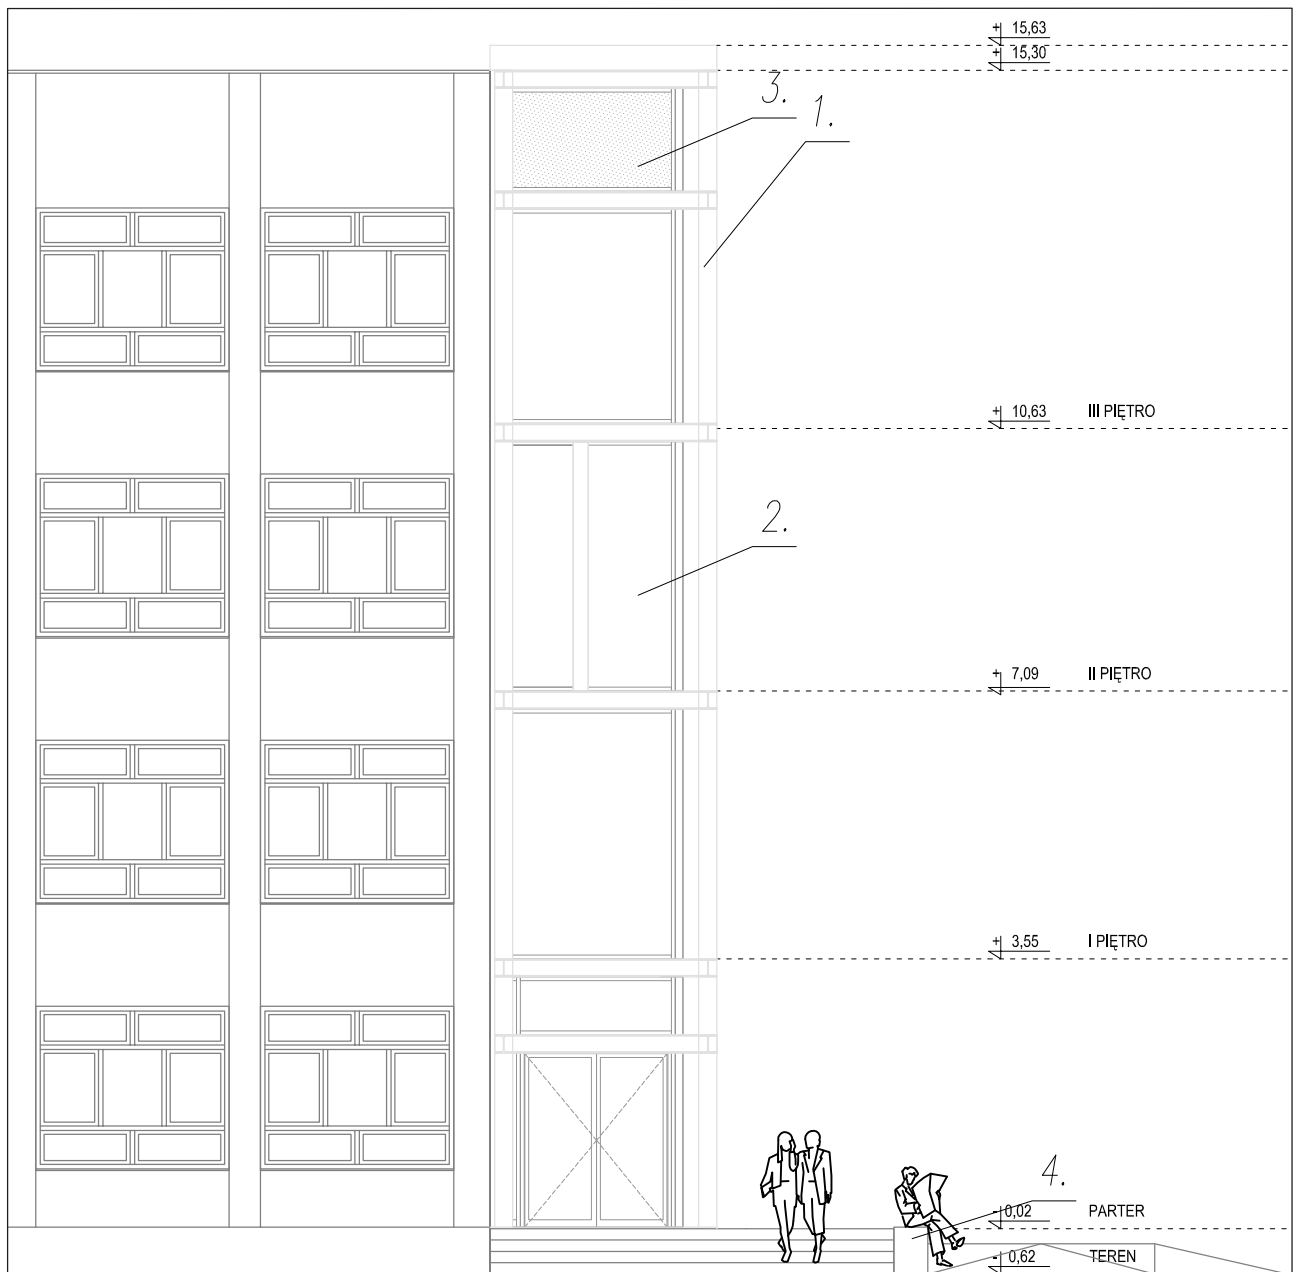 + 15,63
+ 15,30
3.
1.
+ 10,63 III PIĘTRO
2.
+ 7,09 II PIĘTRO
+ 3,55 I PIĘTRO
4.
- 0,02 PARTER
- 0,62 TEREN